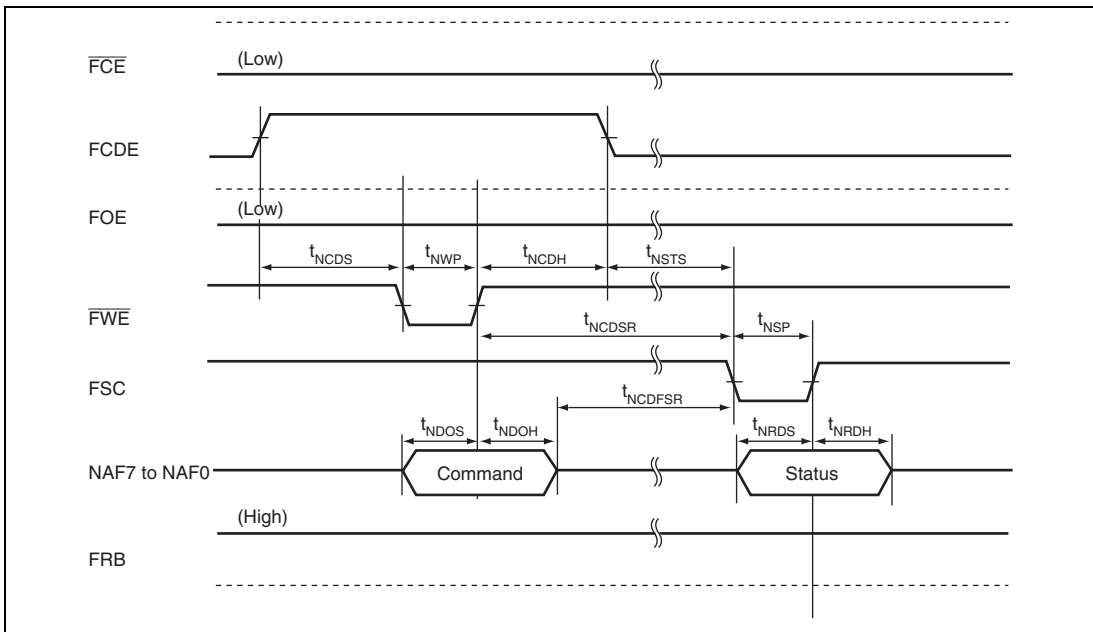 FCE
(Low)
FCDE
FOE
(Low)
tNCDS
tNWP
tNCDH
tNSTS
FWE
tNCDSR
tNSP
FSC
tNCDFSR
tNDOS
tNDOH
tNRDS
tNRDH
NAF7 to NAF0
Command
Status
(High)
FRB